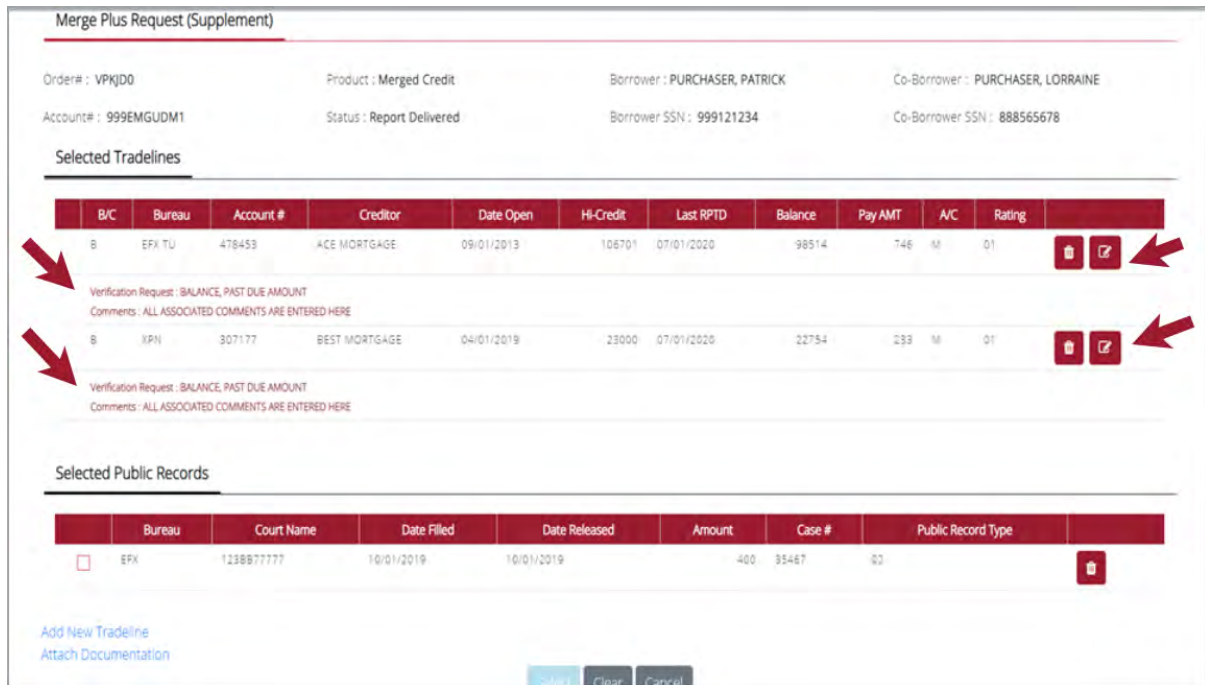 Merge Plus Request (Supplement)
Order# : VPKJD0 Product : Merged Credit Borrower : PURCHASER, PATRICK Co-Borrower : PURCHASER, LORRAINE
Account# : 999EMGUDM1 Status : Report Delivered Borrower SSN : 999121234 Co-Borrower SSN : 888565678
Selected Tradelines
B/C Bureau Account # Creditor Date Open Hi-Credit Last RPTD Balance Pay AMT A/C Rating
B EFX TU 478453 ACE MORTGAGE 09/01/2013 106701 07/01/2020 98514 746 M 01
Verification Request : BALANCE, PAST DUE AMOUNT
Comments : ALL ASSOCIATED COMMENTS ARE ENTERED HERE
B XPN 307177 BEST MORTGAGE 04/01/2019 23000 07/01/2020 22754 233 M 01
Verification Request : BALANCE, PAST DUE AMOUNT
Comments : ALL ASSOCIATED COMMENTS ARE ENTERED HERE
Selected Public Records
Bureau Court Name Date Filled Date Released Amount Case # Public Record Type
EFX 123BB77777 10/01/2019 10/01/2019 400 35467
Add New Tradeline
Attach Documentation
Clear Cancel